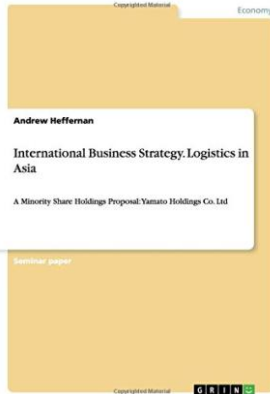 Copyrighted Material
Economy
Andrew Heffernan
International Business Strategy. Logistics in
Asia
A Minority Share Holdings Proposal: Yamato Holdings Co. Ltd
Seminar paper
GRIN
Copyrighted Material